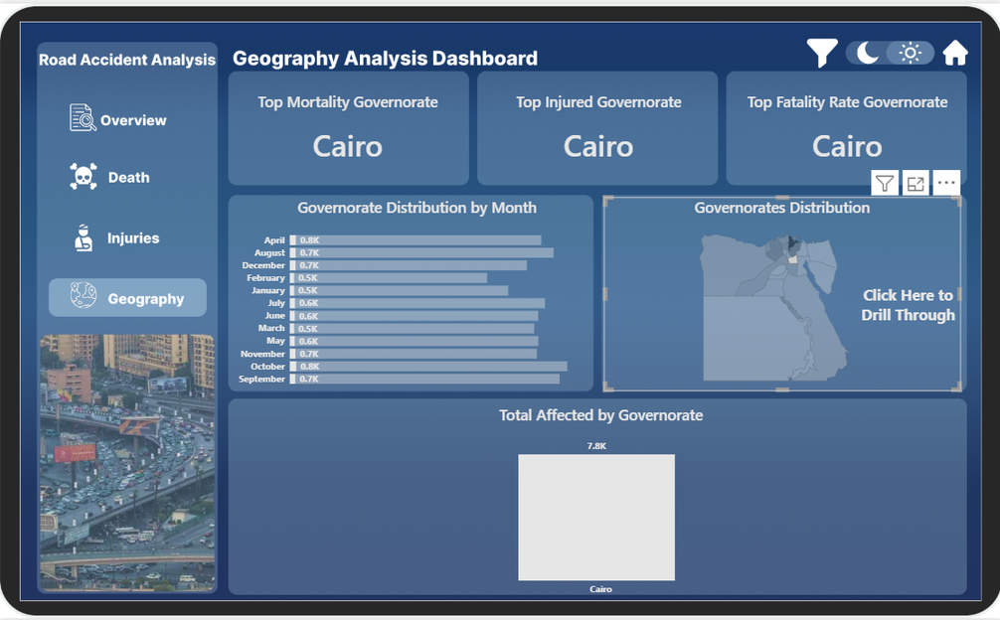 Road Accident Analysis
Overview
Death
Injuries
Geography
Geography Analysis Dashboard
Top Mortality Governorate
Cairo
Top Injured Governorate
Cairo
Top Fatality Rate Governorate
Cairo
Governorate Distribution by Month
April 0.8K
August 0.7K
December 0.7K
February 0.5K
January 0.5K
July 0.6K
June 0.6K
March 0.5K
May 0.6K
November 0.7K
October 0.8K
September 0.7K
Governorates Distribution
Click Here to
Drill Through
Total Affected by Governorate
7.8K
Cairo